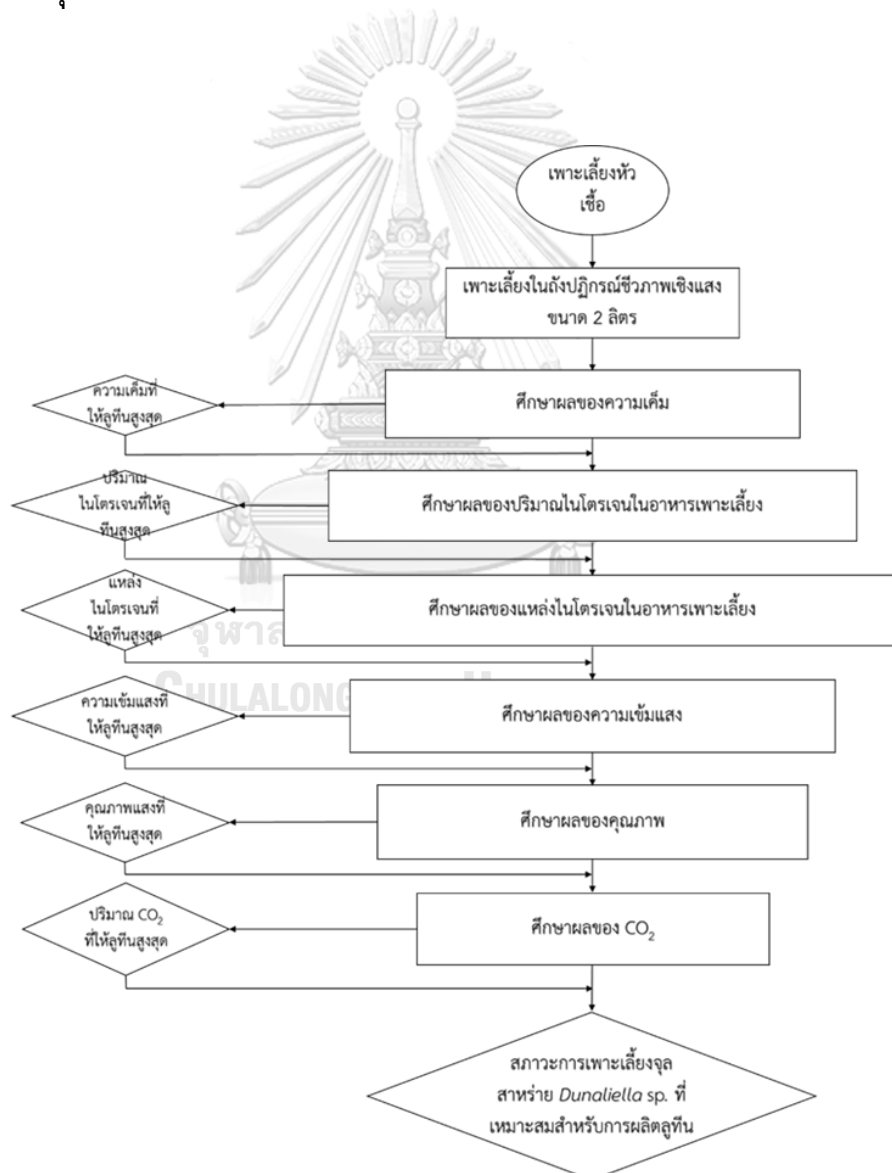 เพาะเลี้ยงหัว
เชื้อ
เพาะเลี้ยงในถังปฏิกรณ์ชีวภาพเชิงแสง
ขนาด 2 ลิตร
ความเค็มที่
ให้ลูทีนสูงสุด
ศึกษาผลของความเค็ม
ปริมาณ
ไนโตรเจนที่ให้ลู
ทีนสูงสุด
ศึกษาผลของปริมาณไนโตรเจนในอาหารเพาะเลี้ยง
แหล่ง
ไนโตรเจนที่
ให้ลูทีนสูงสุด
ศึกษาผลของแหล่งไนโตรเจนในอาหารเพาะเลี้ยง
จุฬาล
CHULALONG
ความเข้มแสงที่
ให้ลูทีนสูงสุด
ศึกษาผลของความเข้มแสง
คุณภาพแสงที่
ให้ลูทีนสูงสุด
ศึกษาผลของคุณภาพ
ปริมาณ CO₂
ที่ให้ลูทีนสูงสุด
ศึกษาผลของ CO₂
สภาวะการเพาะเลี้ยงจุล
สาหร่าย Dunaliella sp. ที่
เหมาะสมสำหรับการผลิตลูทีน